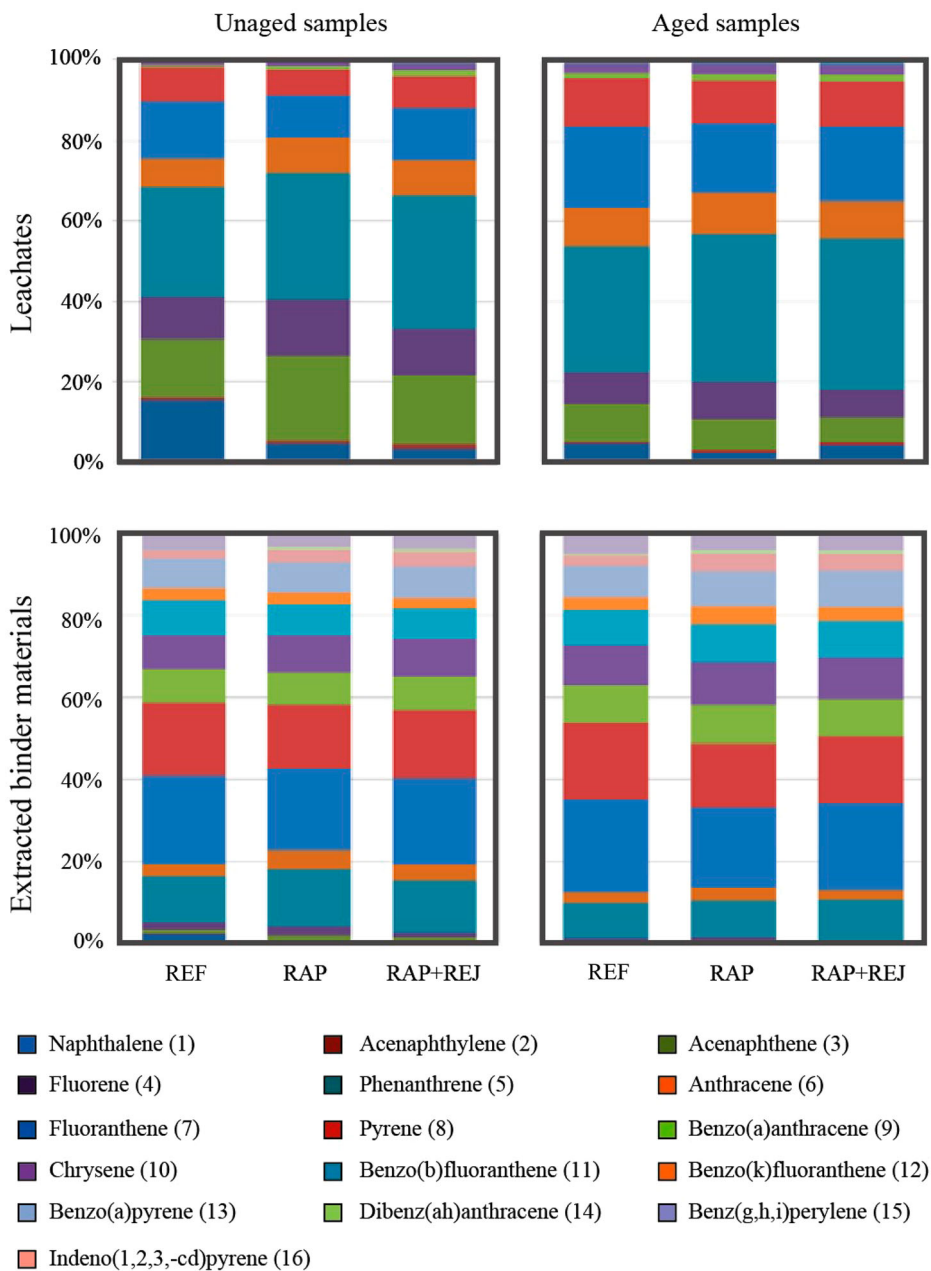 Unaged samples
Aged samples
Leachates
100%
80%
60%
40%
20%
0%
Extracted binder materials
100%
80%
60%
40%
20%
0%
REF RAP RAP+REJ REF RAP RAP+REJ
Naphthalene (1) Acenaphthylene (2) Acenaphthene (3)
Fluorene (4) Phenanthrene (5) Anthracene (6)
Fluoranthene (7) Pyrene (8) Benzo(a)anthracene (9)
Chrysene (10) Benzo(b)fluoranthene (11) Benzo(k)fluoranthene (12)
Benzo(a)pyrene (13) Dibenz(ah)anthracene (14) Benz(g,h,i)perylene (15)
Indeno(1,2,3,-cd)pyrene (16)